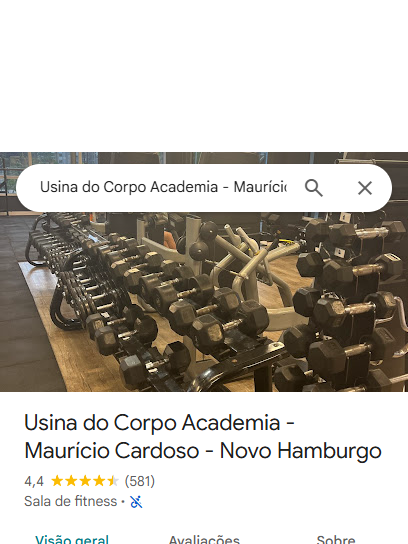 Usina do Corpo Academia - Maurício
Usina do Corpo Academia -
Maurício Cardoso - Novo Hamburgo
4,4 (581)
Sala de fitness ·
Visão geral Avaliações Sobre